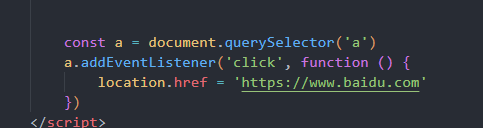 const a = document.querySelector('a')
a.addEventListener('click', function () {
location.href = 'https://www.baidu.com'
})
</script>